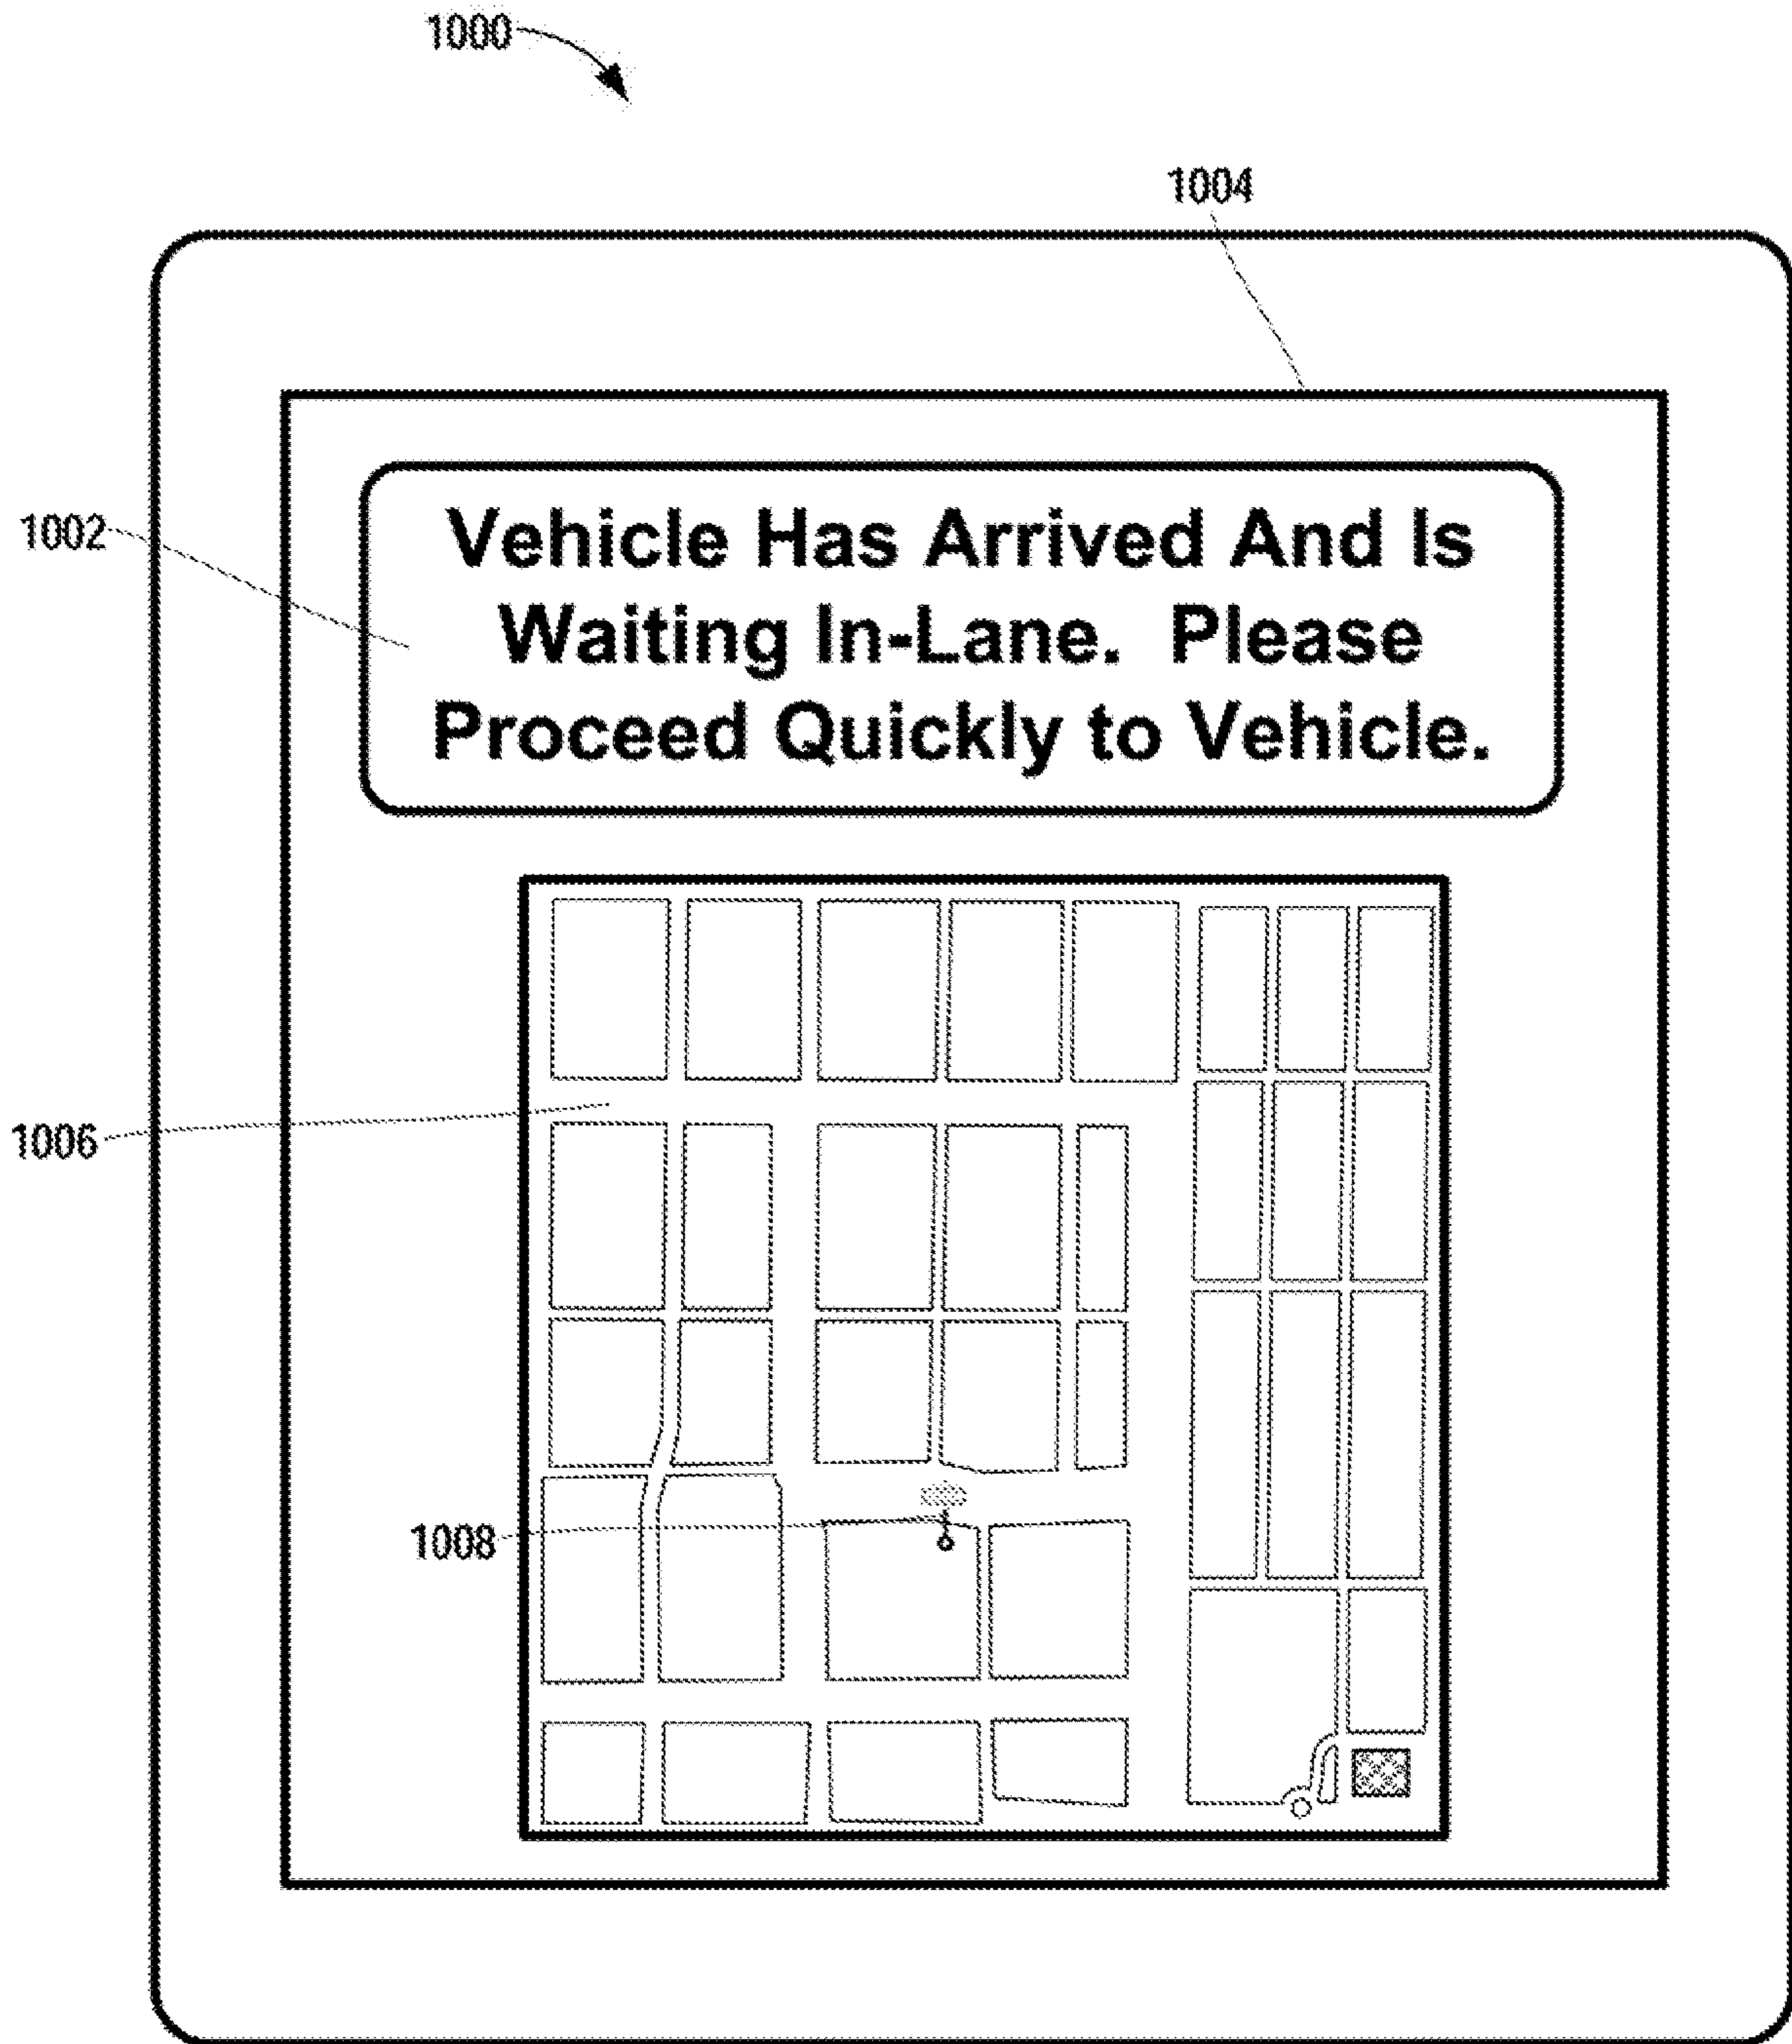 1000
1004
1002
Vehicle Has Arrived And Is
Waiting In-Lane.  Please
Proceed Quickly to Vehicle.
1006
1008